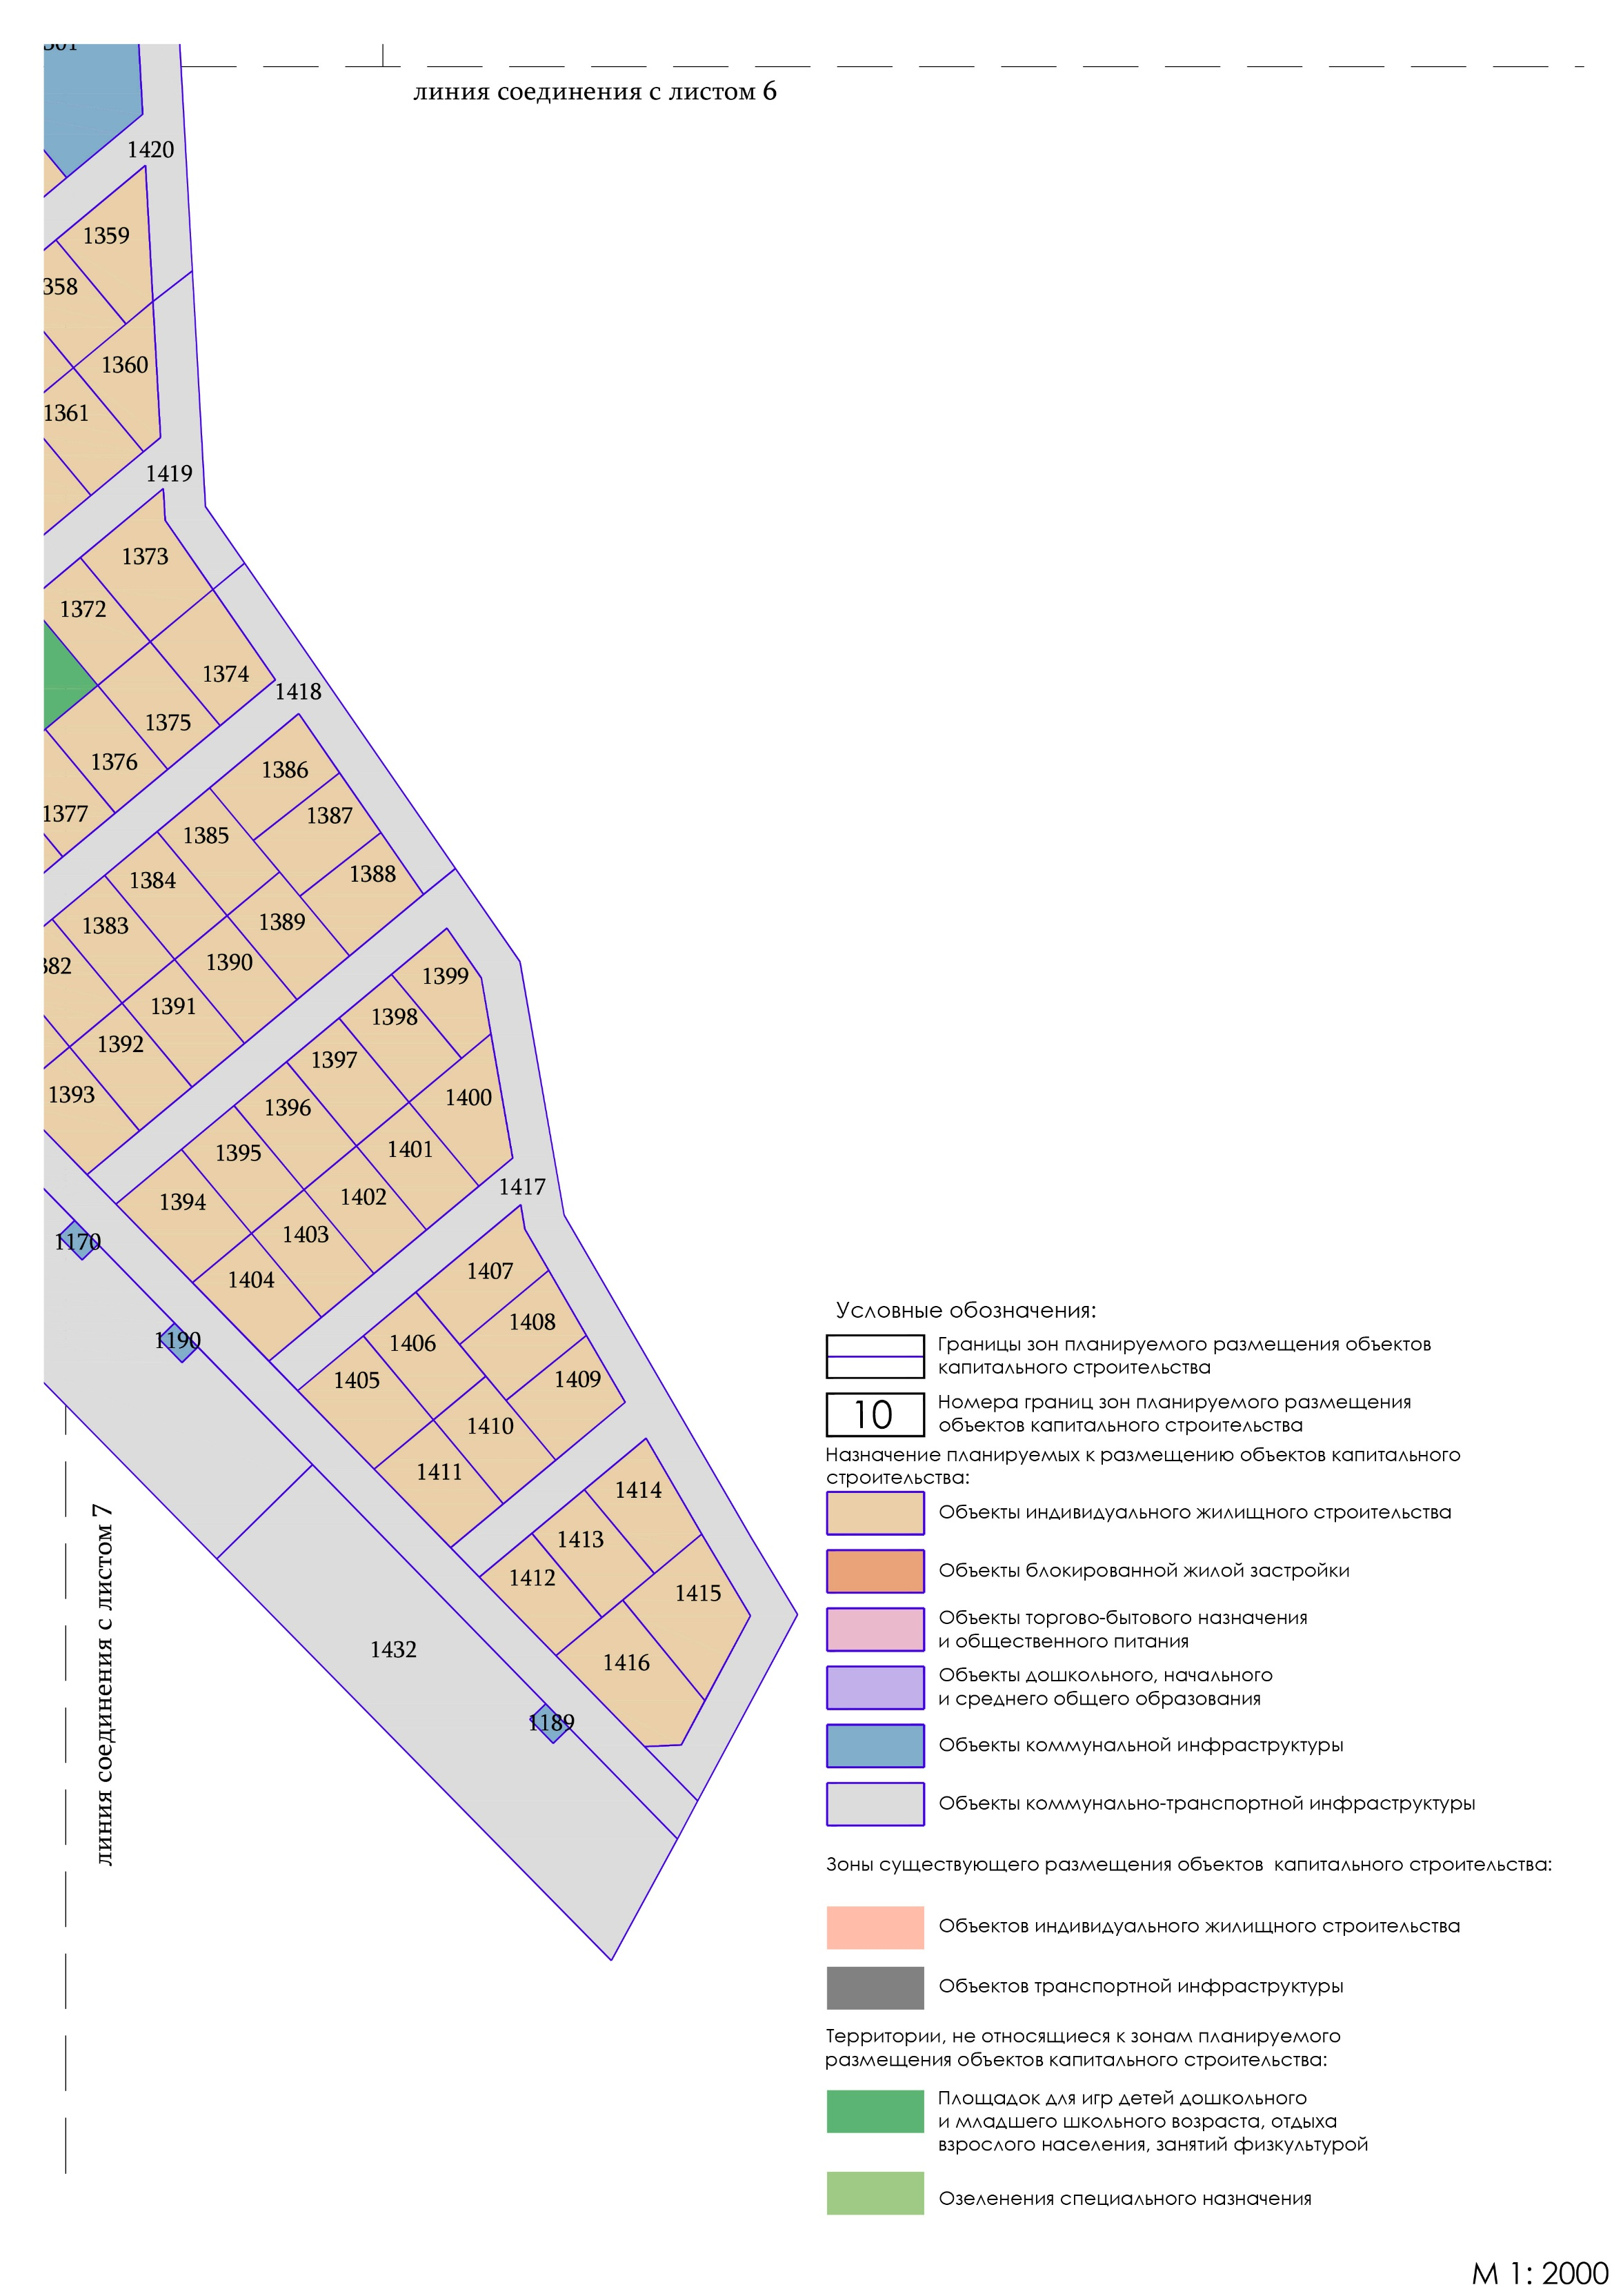 линия соединения с листом 6
1420
1359
358
1360
1361
1419
1373
1372
1374
1418
1375
1376
1386
1377
1387
1385
1388
1384
1389
1383
1390
382
1399
1391
1398
1392
1397
1393
1400
1396
1401
1395
1417
1402
1394
1403
1170
1407
1404
1408
1190
1406
1405
1409
1410
1411
1414
1413
1412
1415
1432
1416
1189
линия соединения с листом 7
Условные обозначения:
Границы зон планируемого размещения объектов
капитального строительства
10
Номера границ зон планируемого размещения
объектов капитального строительства
Назначение планируемых к размещению объектов капитального
строительства:
Объекты индивидуального жилищного строительства
Объекты блокированной жилой застройки
Объекты торгово-бытового назначения
и общественного питания
Объекты дошкольного, начального
и среднего общего образования
Объекты коммунальной инфраструктуры
Объекты коммунально-транспортной инфраструктуры
Зоны существующего размещения объектов капитального строительства:
Объектов индивидуального жилищного строительства
Объектов транспортной инфраструктуры
Территории, не относящиеся к зонам планируемого
размещения объектов капитального строительства:
Площадок для игр детей дошкольного
и младшего школьного возраста, отдыха
взрослого населения, занятий физкультурой
Озеленения специального назначения
М 1: 2000